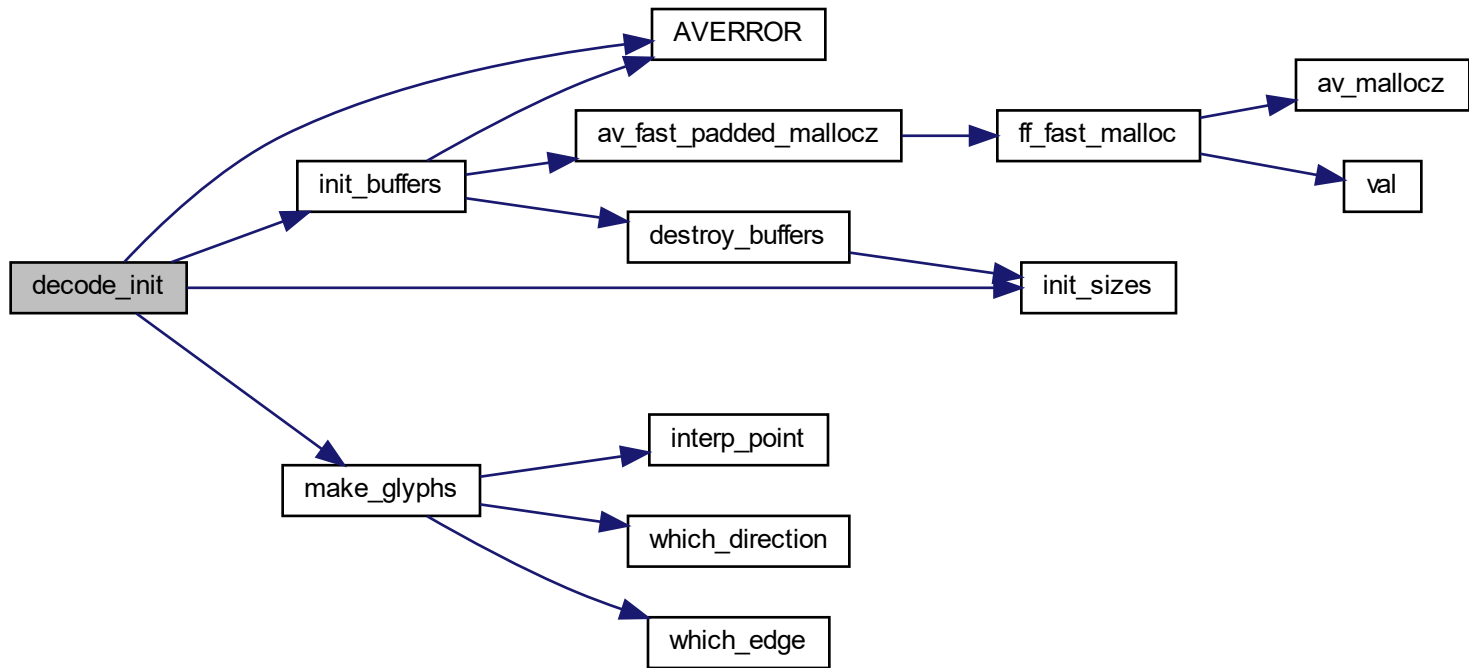 AVERROR
av_mallocz
av_fast_padded_mallocz
ff_fast_malloc
init_buffers
val
destroy_buffers
decode_init
init_sizes
interp_point
make_glyphs
which_direction
which_edge